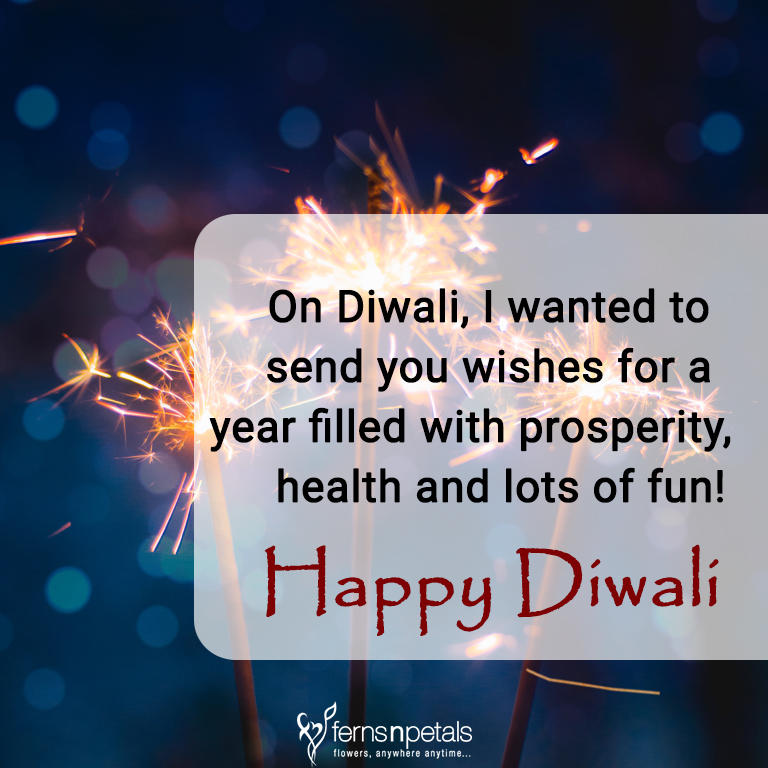 On Diwali, I wanted to
send you wishes for a
year filled with prosperity,
health and lots of fun!
Happy Diwali
fernsnpetals
flowers, anywhere anytime...